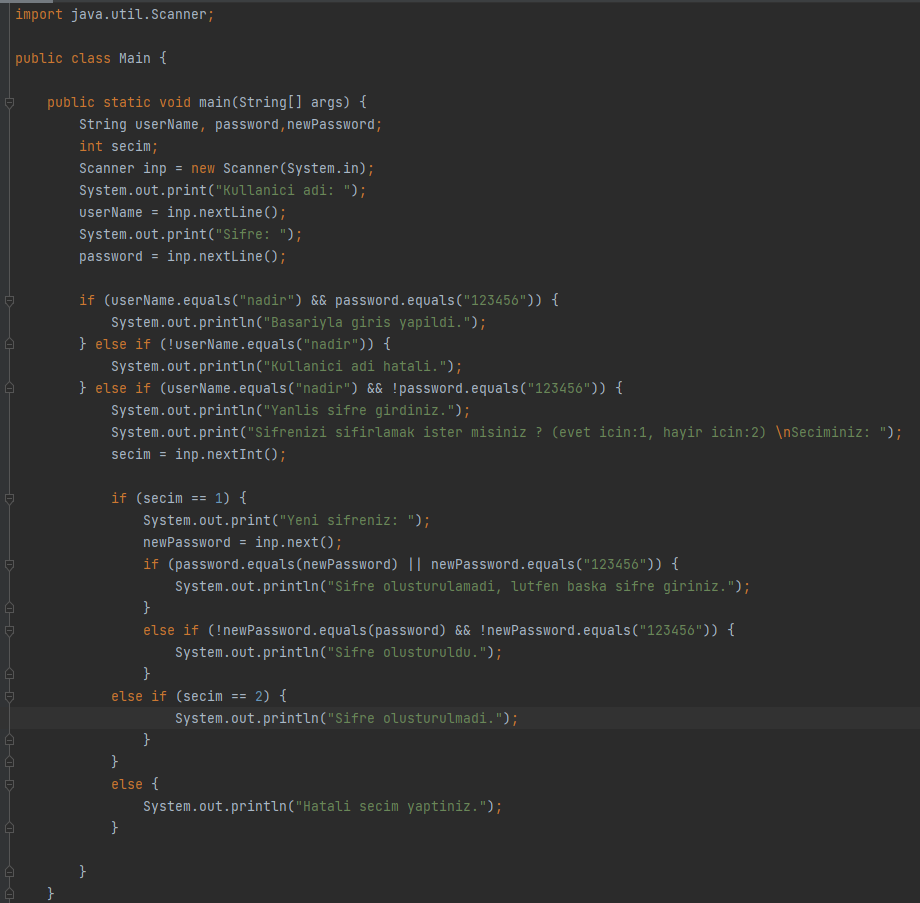 import java.util.Scanner;

public class Main {

    public static void main(String[] args) {
        String userName, password,newPassword;
        int secim;
        Scanner inp = new Scanner(System.in);
        System.out.print("Kullanici adi: ");
        userName = inp.nextLine();
        System.out.print("Sifre: ");
        password = inp.nextLine();

        if (userName.equals("nadir") && password.equals("123456")) {
            System.out.println("Basariyla giris yapildi.");
        } else if (!userName.equals("nadir")) {
            System.out.println("Kullanici adi hatali.");
        } else if (userName.equals("nadir") && !password.equals("123456")) {
            System.out.println("Yanlis sifre girdiniz.");
            System.out.print("Sifrenizi sifirlamak ister misiniz ? (evet icin:1, hayir icin:2) \nSeciminiz: ");
            secim = inp.nextInt();

            if (secim == 1) {
                System.out.print("Yeni sifreniz: ");
                newPassword = inp.next();
                if (password.equals(newPassword) || newPassword.equals("123456")) {
                    System.out.println("Sifre olusturulamadi, lutfen baska sifre giriniz.");
                }
                else if (!newPassword.equals(password) && !newPassword.equals("123456")) {
                    System.out.println("Sifre olusturuldu.");
                }
            else if (secim == 2) {
                    System.out.println("Sifre olusturulmadi.");
                }
            }
            else {
                System.out.println("Hatali secim yaptiniz.");
            }

        }
    }